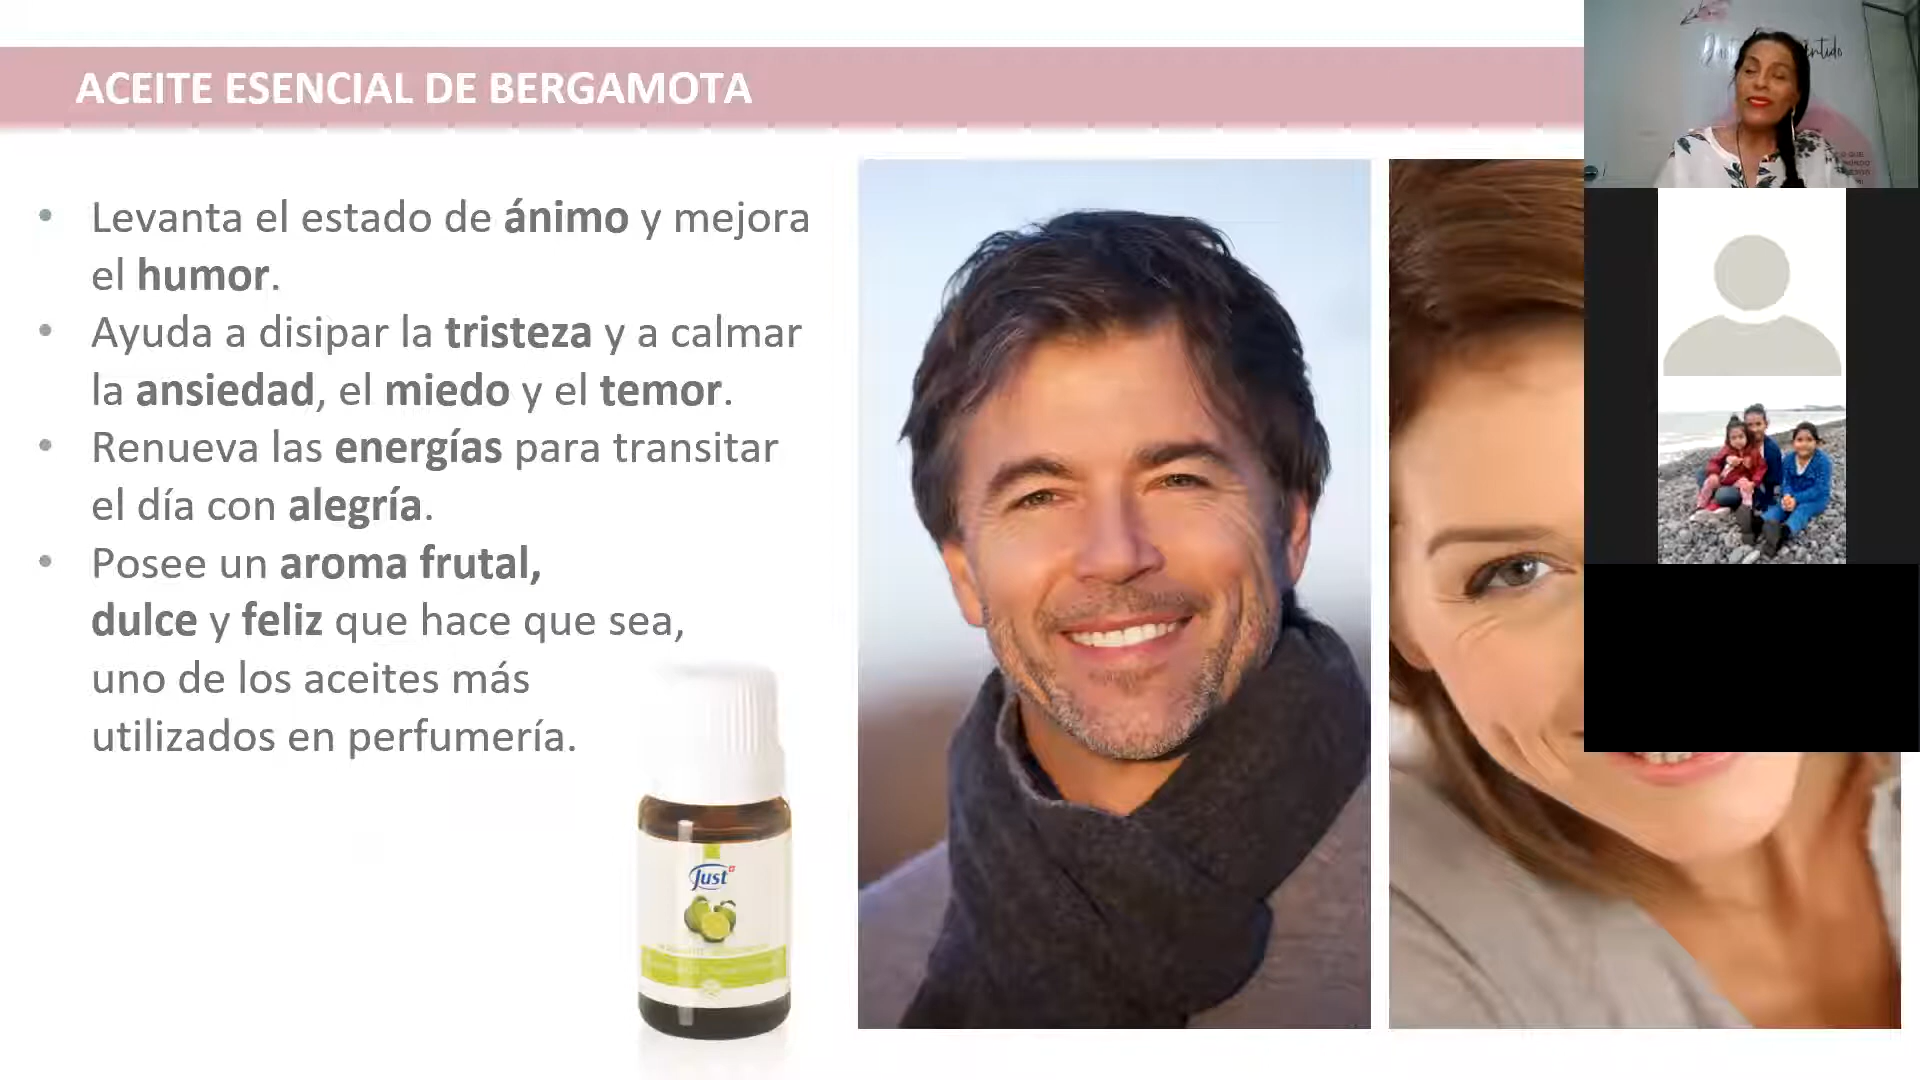 ACEITE ESENCIAL DE BERGAMOTA
• Levanta el estado de ánimo y mejora
el humor.
• Ayuda a disipar la tristeza y a calmar
la ansiedad, el miedo y el temor.
• Renueva las energías para transitar
el día con alegría.
• Posee un aroma frutal,
dulce y feliz que hace que sea,
uno de los aceites más
utilizados en perfumería.
Just